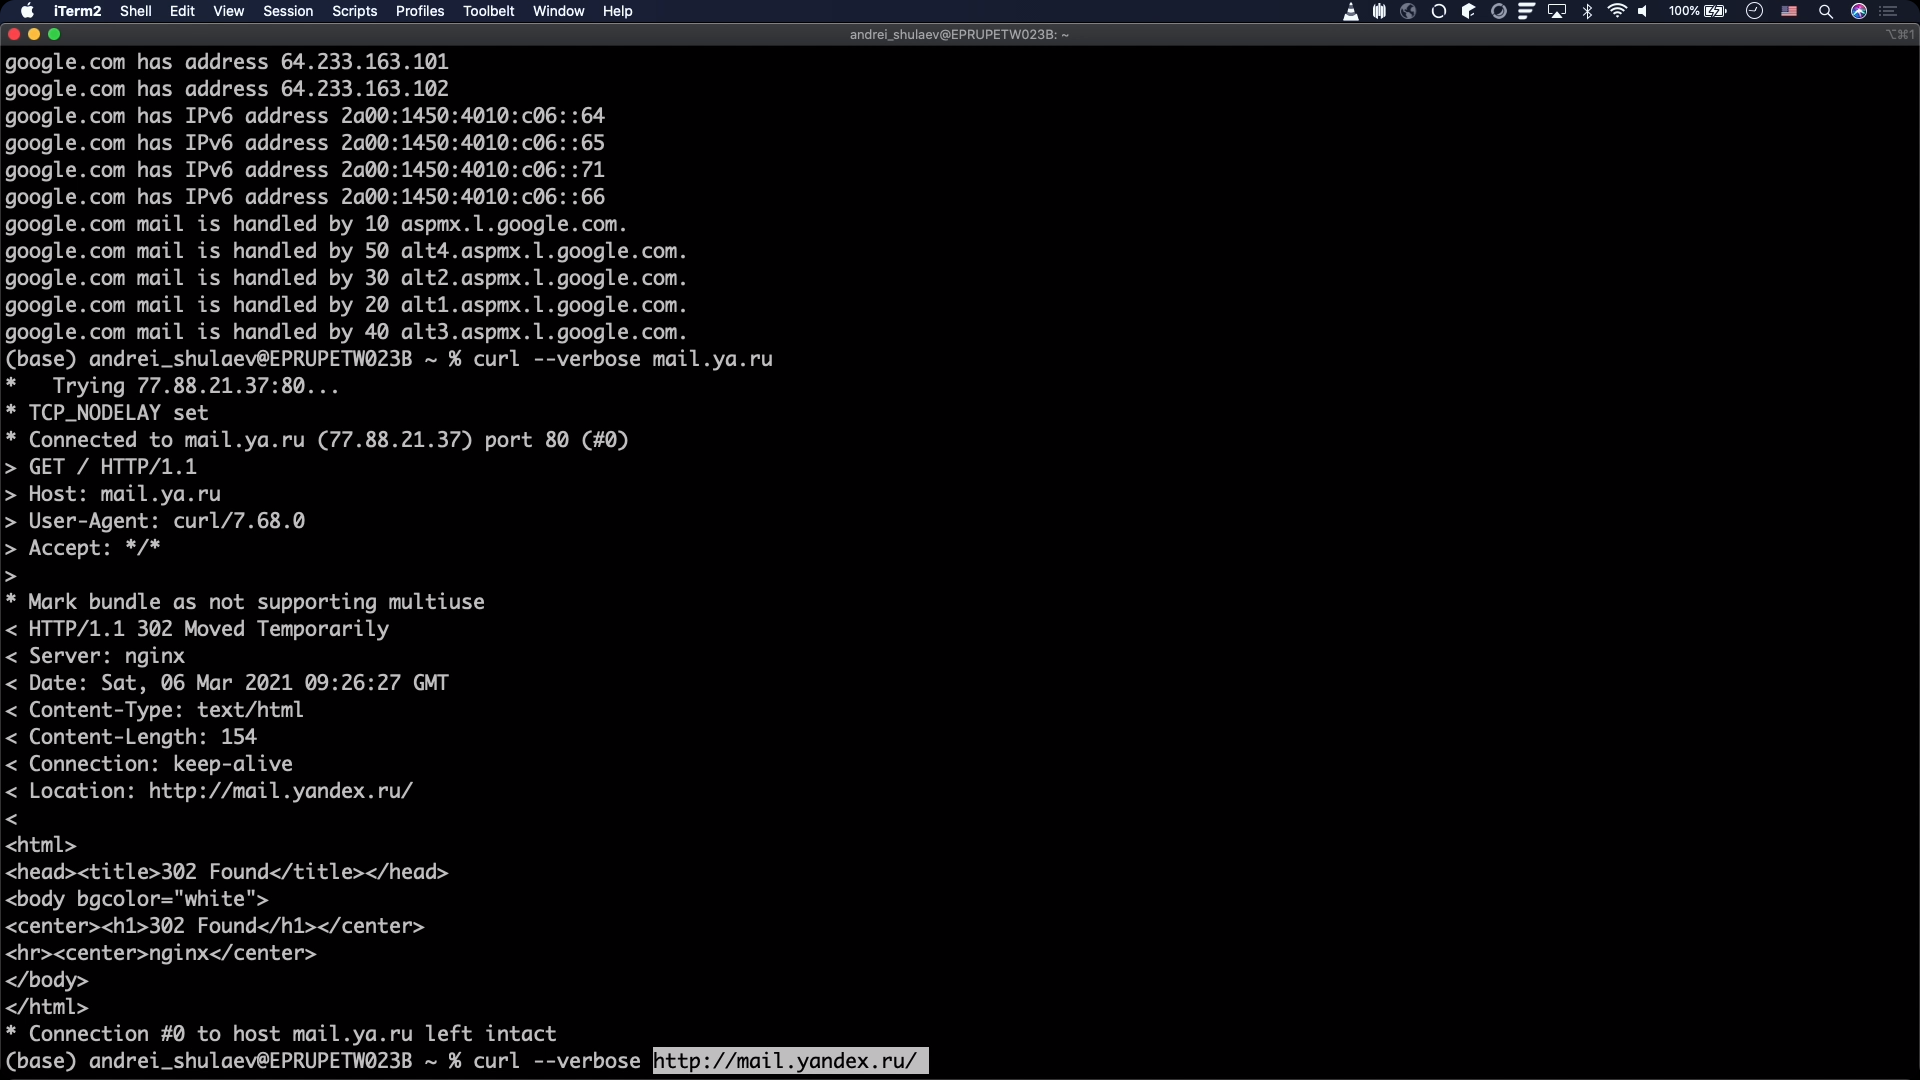 iTerm2 Shell Edit View Session Scripts Profiles Toolbelt Window Help 100%
andrei_shulaev@EPRUPETW023B: ~ ⌥⌘1
google.com has address 64.233.163.101
google.com has address 64.233.163.102
google.com has IPv6 address 2a00:1450:4010:c06::64
google.com has IPv6 address 2a00:1450:4010:c06::65
google.com has IPv6 address 2a00:1450:4010:c06::71
google.com has IPv6 address 2a00:1450:4010:c06::66
google.com mail is handled by 10 aspmx.l.google.com.
google.com mail is handled by 50 alt4.aspmx.l.google.com.
google.com mail is handled by 30 alt2.aspmx.l.google.com.
google.com mail is handled by 20 alt1.aspmx.l.google.com.
google.com mail is handled by 40 alt3.aspmx.l.google.com.
(base) andrei_shulaev@EPRUPETW023B ~ % curl --verbose mail.ya.ru
*   Trying 77.88.21.37:80...
* TCP_NODELAY set
* Connected to mail.ya.ru (77.88.21.37) port 80 (#0)
> GET / HTTP/1.1
> Host: mail.ya.ru
> User-Agent: curl/7.68.0
> Accept: */*
>
* Mark bundle as not supporting multiuse
< HTTP/1.1 302 Moved Temporarily
< Server: nginx
< Date: Sat, 06 Mar 2021 09:26:27 GMT
< Content-Type: text/html
< Content-Length: 154
< Connection: keep-alive
< Location: http://mail.yandex.ru/
<
<html>
<head><title>302 Found</title></head>
<body bgcolor="white">
<center><h1>302 Found</h1></center>
<hr><center>nginx</center>
</body>
</html>
* Connection #0 to host mail.ya.ru left intact
(base) andrei_shulaev@EPRUPETW023B ~ % curl --verbose http://mail.yandex.ru/